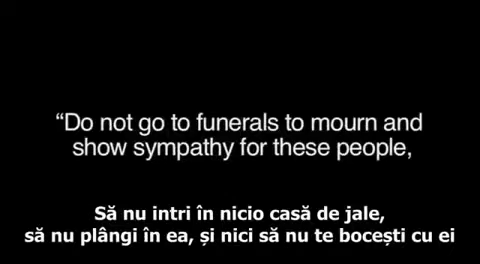 “Do not go to funerals to mourn and
show sympathy for these people,
Să nu intri în nicio casă de jale,
să nu plângi în ea, și nici să nu te bocești cu ei